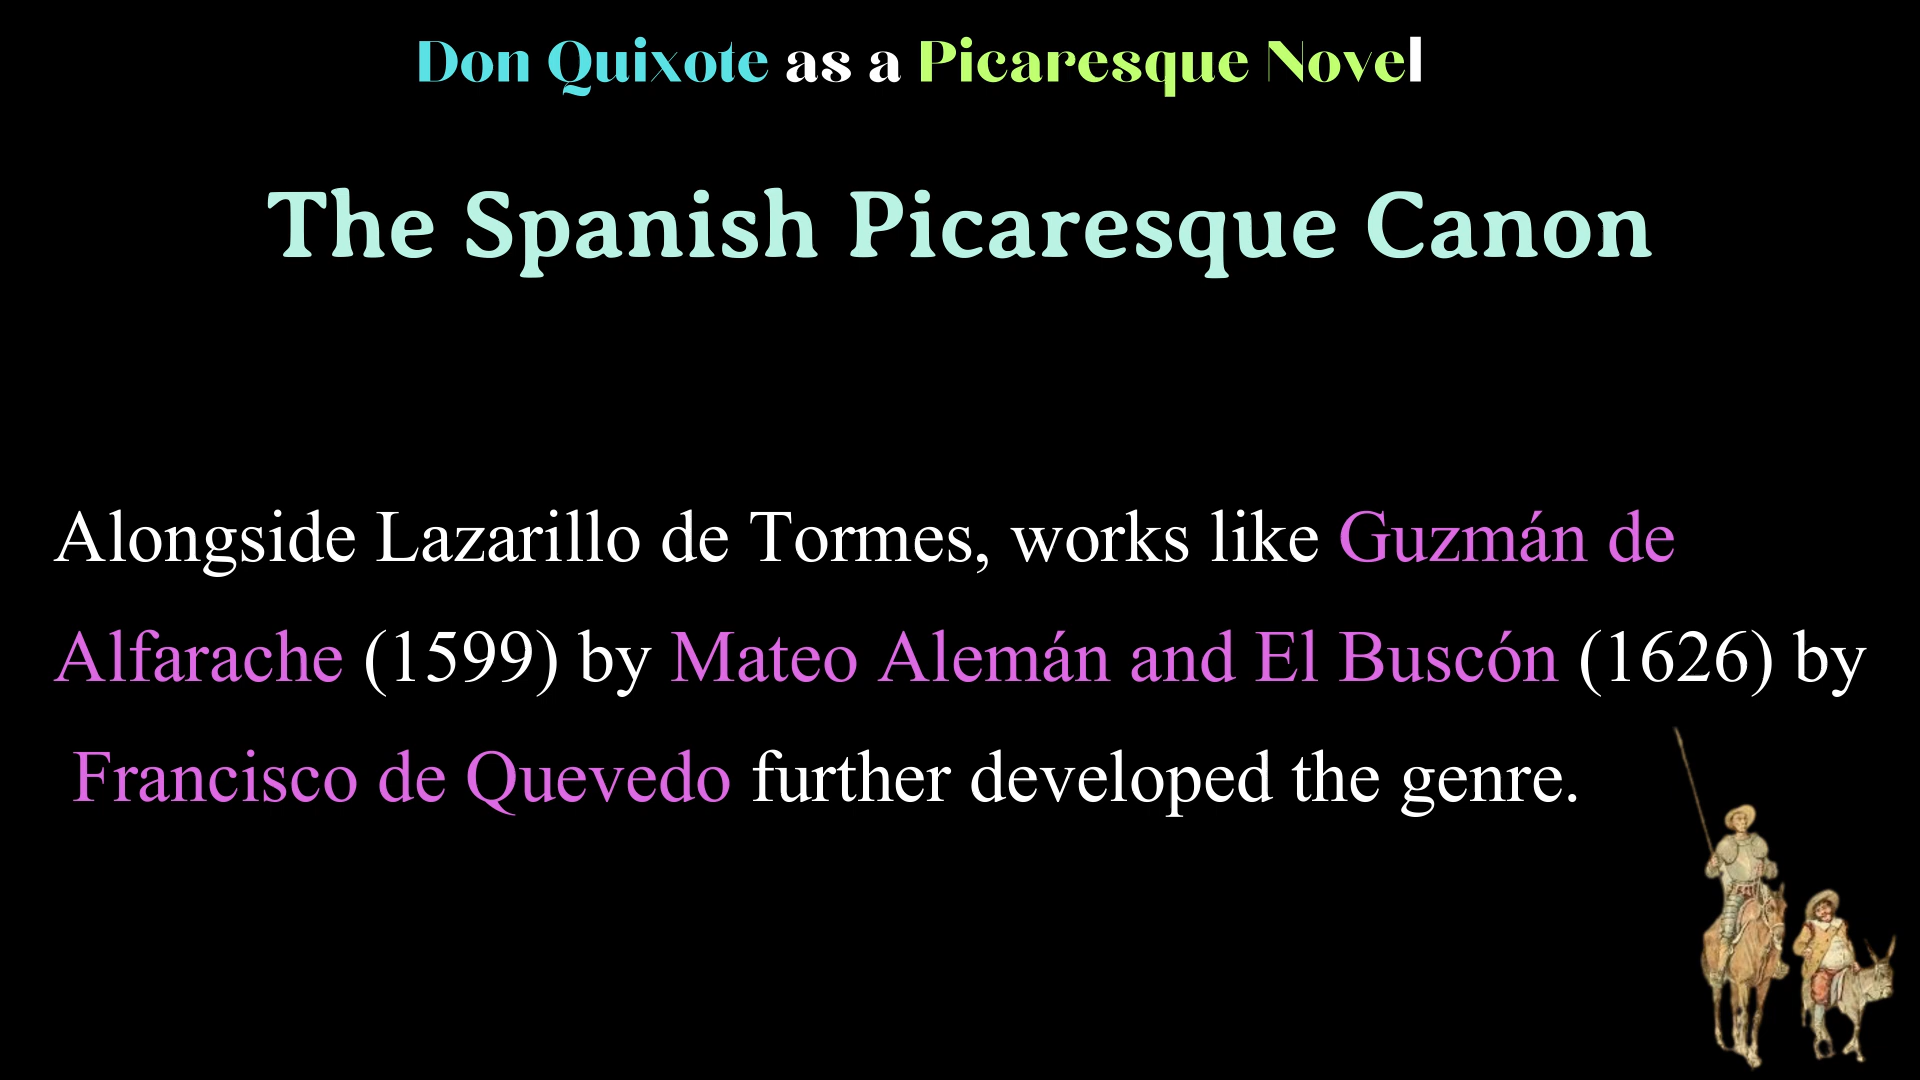 Don Quixote as a Picaresque Novel
The Spanish Picaresque Canon
Alongside Lazarillo de Tormes, works like Guzmán de
Alfarache (1599) by Mateo Alemán and El Buscón (1626) by
Francisco de Quevedo further developed the genre.